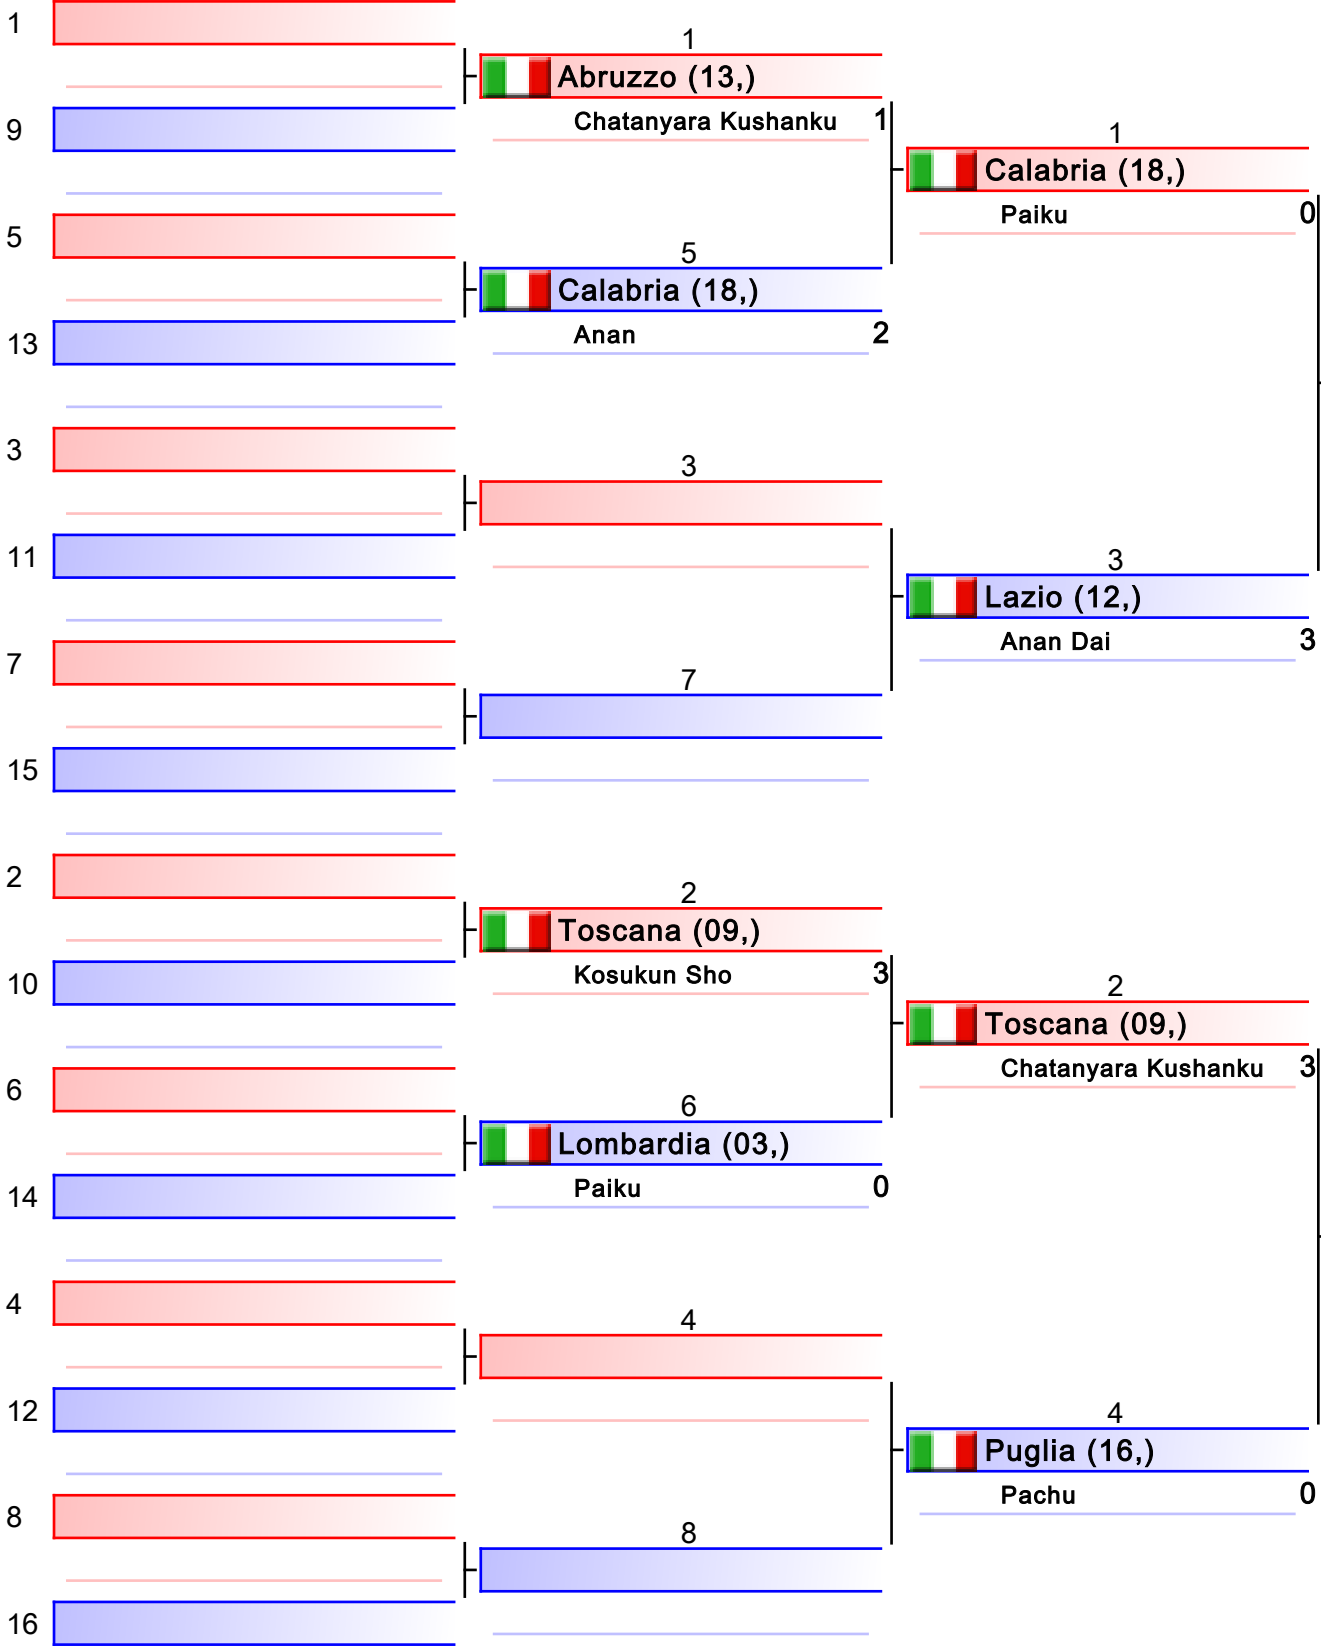 1
9
5
13
3
11
7
15
2
10
6
14
4
12
8
16
1
Abruzzo (13,)
Chatanyara Kushanku 1
5
Calabria (18,)
Anan 2
3
7
2
Toscana (09,)
Kosukun Sho 3
6
Lombardia (03,)
Paiku 0
4
8
1
Calabria (18,)
Paiku 0
3
Lazio (12,)
Anan Dai 3
2
Toscana (09,)
Chatanyara Kushanku 3
4
Puglia (16,)
Pachu 0